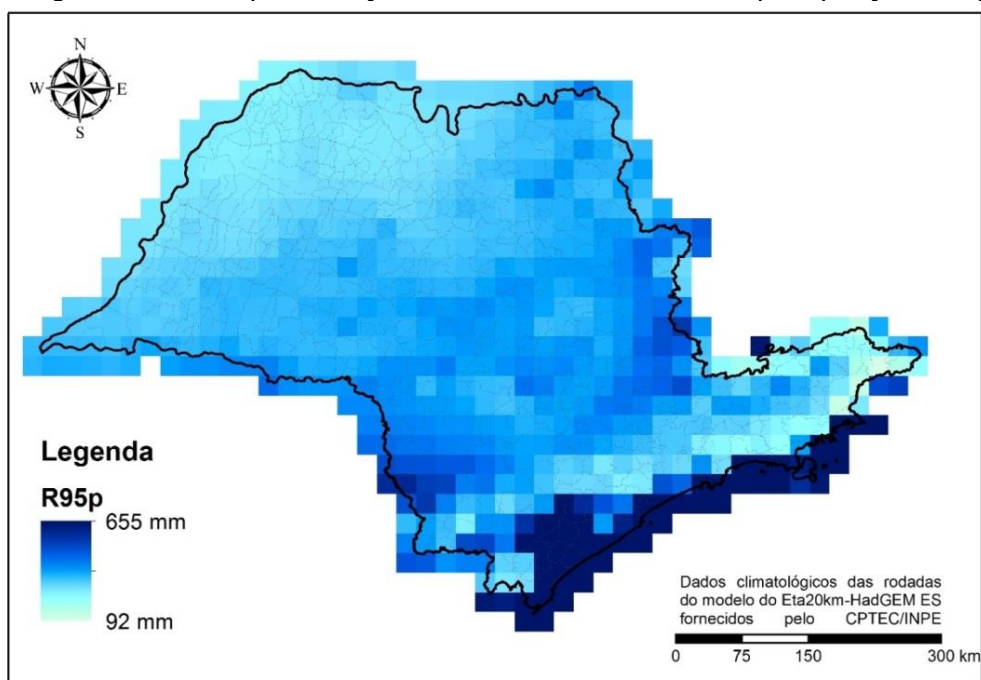 N
W E
S
Legenda
R95p
655 mm
92 mm
Dados climatológicos das rodadas
do modelo do Eta20km-HadGEM ES
fornecidos pelo CPTEC/INPE
0 75 150 300 km